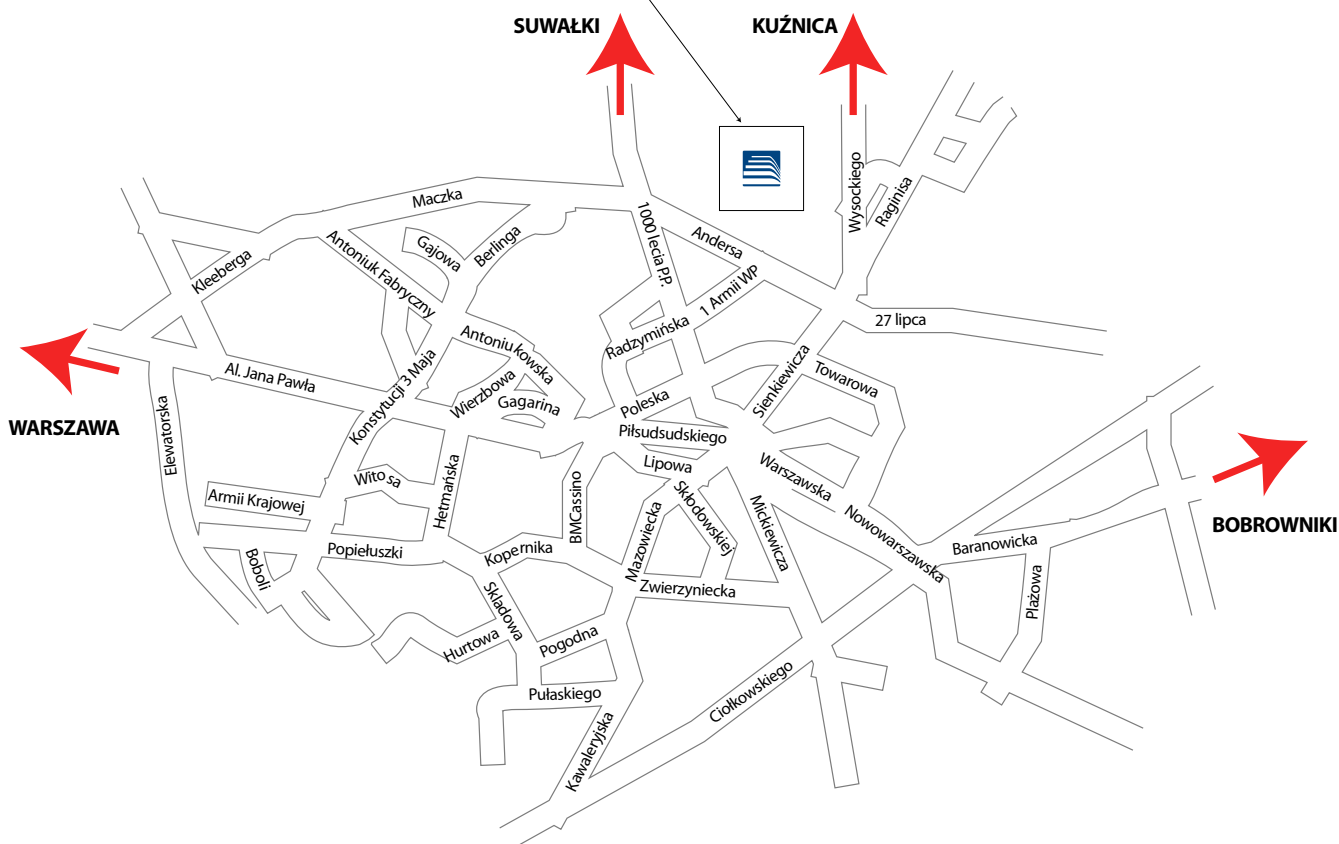 SUWAŁKI
KUŹNICA
Wysockiego
Raginisa
Maczka
1000 lecia P.P.
Andersa
Gajowa
Berlinga
Kleeberga
Antoniuk Fabryczny
1 Armii WP
27 lipca
Radzymińska
Antoniukowska
Al. Jana Pawła
Konstytucji 3 Maja
Wierzbowa
Gagarina
Poleska
Sienkiewicza
Towarowa
WARSZAWA
Elewatorska
Piłsudsudskiego
Lipowa
Warszawska
Witosa
Hetmańska
BMCassino
Skłodowskiej
Mickiewicza
Armii Krajowej
Nowowarszawska
BOBROWNIKI
Popiełuszki
Kopernika
Mazowiecka
Baranowicka
Boboli
Zwierzyniecka
Plażowa
Składowa
Hurtowa
Pogodna
Pułaskiego
Ciołkowskiego
Kawaleryjska